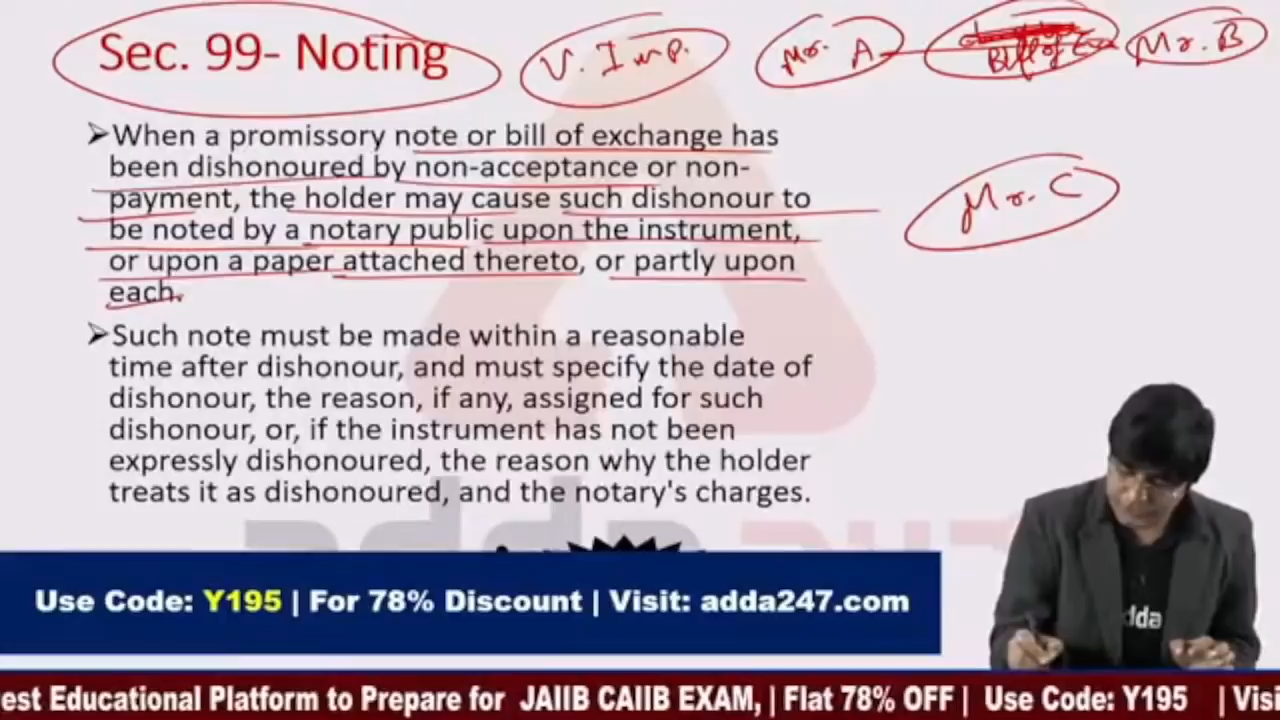 Sec. 99- Noting
V. Imp.
Mr. A
Bill of Ex
Mr. B
➤When a promissory note or bill of exchange has
been dishonoured by non-acceptance or non-
payment, the holder may cause such dishonour to
be noted by a notary public upon the instrument,
or upon a paper attached thereto, or partly upon
each.
Mr. C
➤Such note must be made within a reasonable
time after dishonour, and must specify the date of
dishonour, the reason, if any, assigned for such
dishonour, or, if the instrument has not been
expressly dishonoured, the reason why the holder
treats it as dishonoured, and the notary's charges.
Use Code: Y195 | For 78% Discount | Visit: adda247.com
dda
est Educational Platform to Prepare for JAIIB CAIIB EXAM, | Flat 78% OFF | Use Code: Y195 | Visi